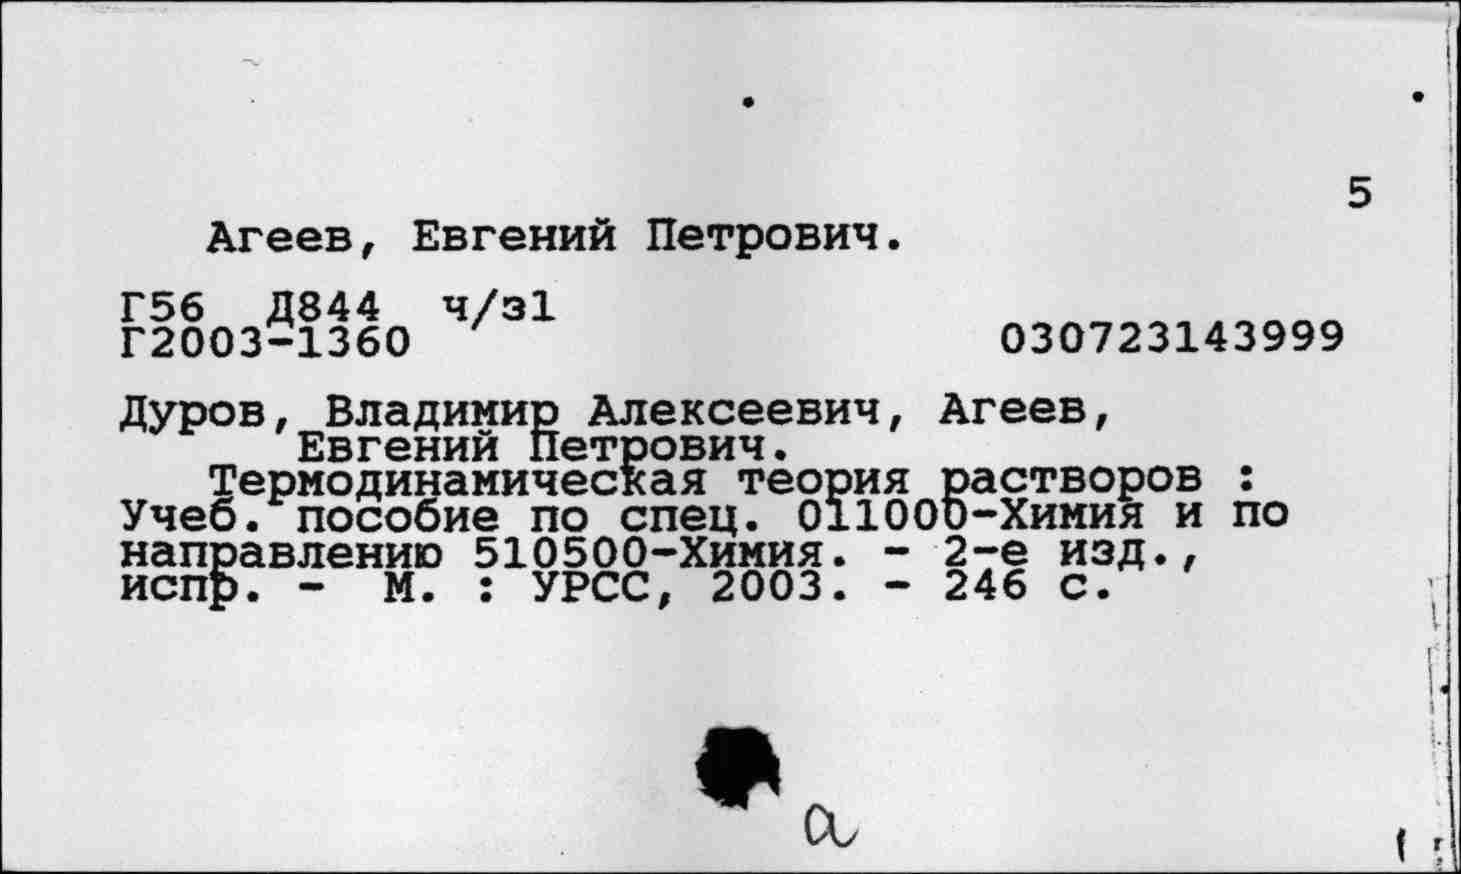 5
Агеев, Евгений Петрович.
Г56 Д844 ч/з1
Г2003-1360 030723143999
Дуров, Владимир Алексеевич, Агеев,
Евгений Петрович.
Термодинамическая теория растворов :
Учеб. пособие по спец. 011000-Химия и по
направлению 510500-Химия. - 2-е изд.,
испр. - М. : УРСС, 2003. - 246 с.
а